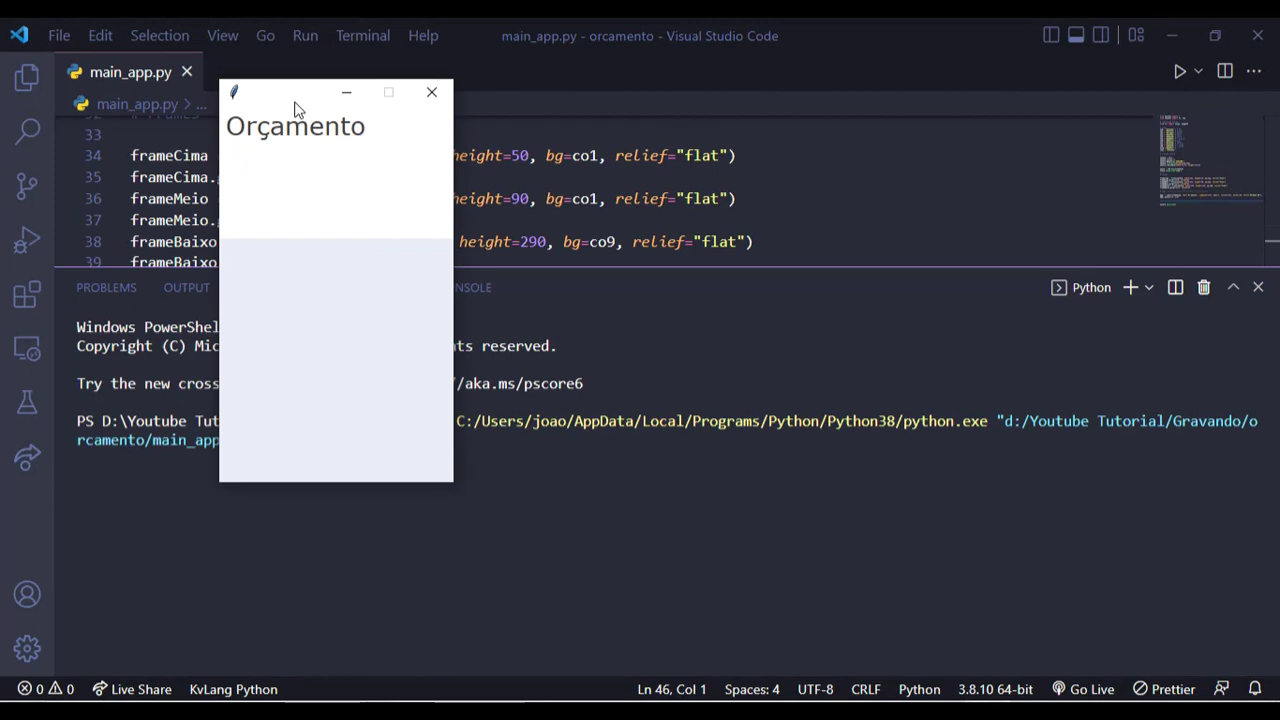 File Edit Selection View Go Run Terminal Help main_app.py - orcamento - Visual Studio Code
main_app.py
main_app.py > ...
Orçamento
33
34 frameCima height=50, bg=co1, relief="flat")
35 frameCima.
36 frameMeio height=90, bg=co1, relief="flat")
37 frameMeio.
38 frameBaixo height=290, bg=co9, relief="flat")
39 frameBaixo
PROBLEMS OUTPUT NSOLE Python
Windows PowerShel
Copyright (C) Mic ts reserved.
Try the new cross //aka.ms/pscore6
PS D:\Youtube Tut C:/Users/joao/AppData/Local/Programs/Python/Python38/python.exe "d:/Youtube Tutorial/Gravando/o
rcamento/main_app
0 0 Live Share KvLang Python Ln 46, Col 1 Spaces: 4 UTF-8 CRLF Python 3.8.10 64-bit Go Live Prettier